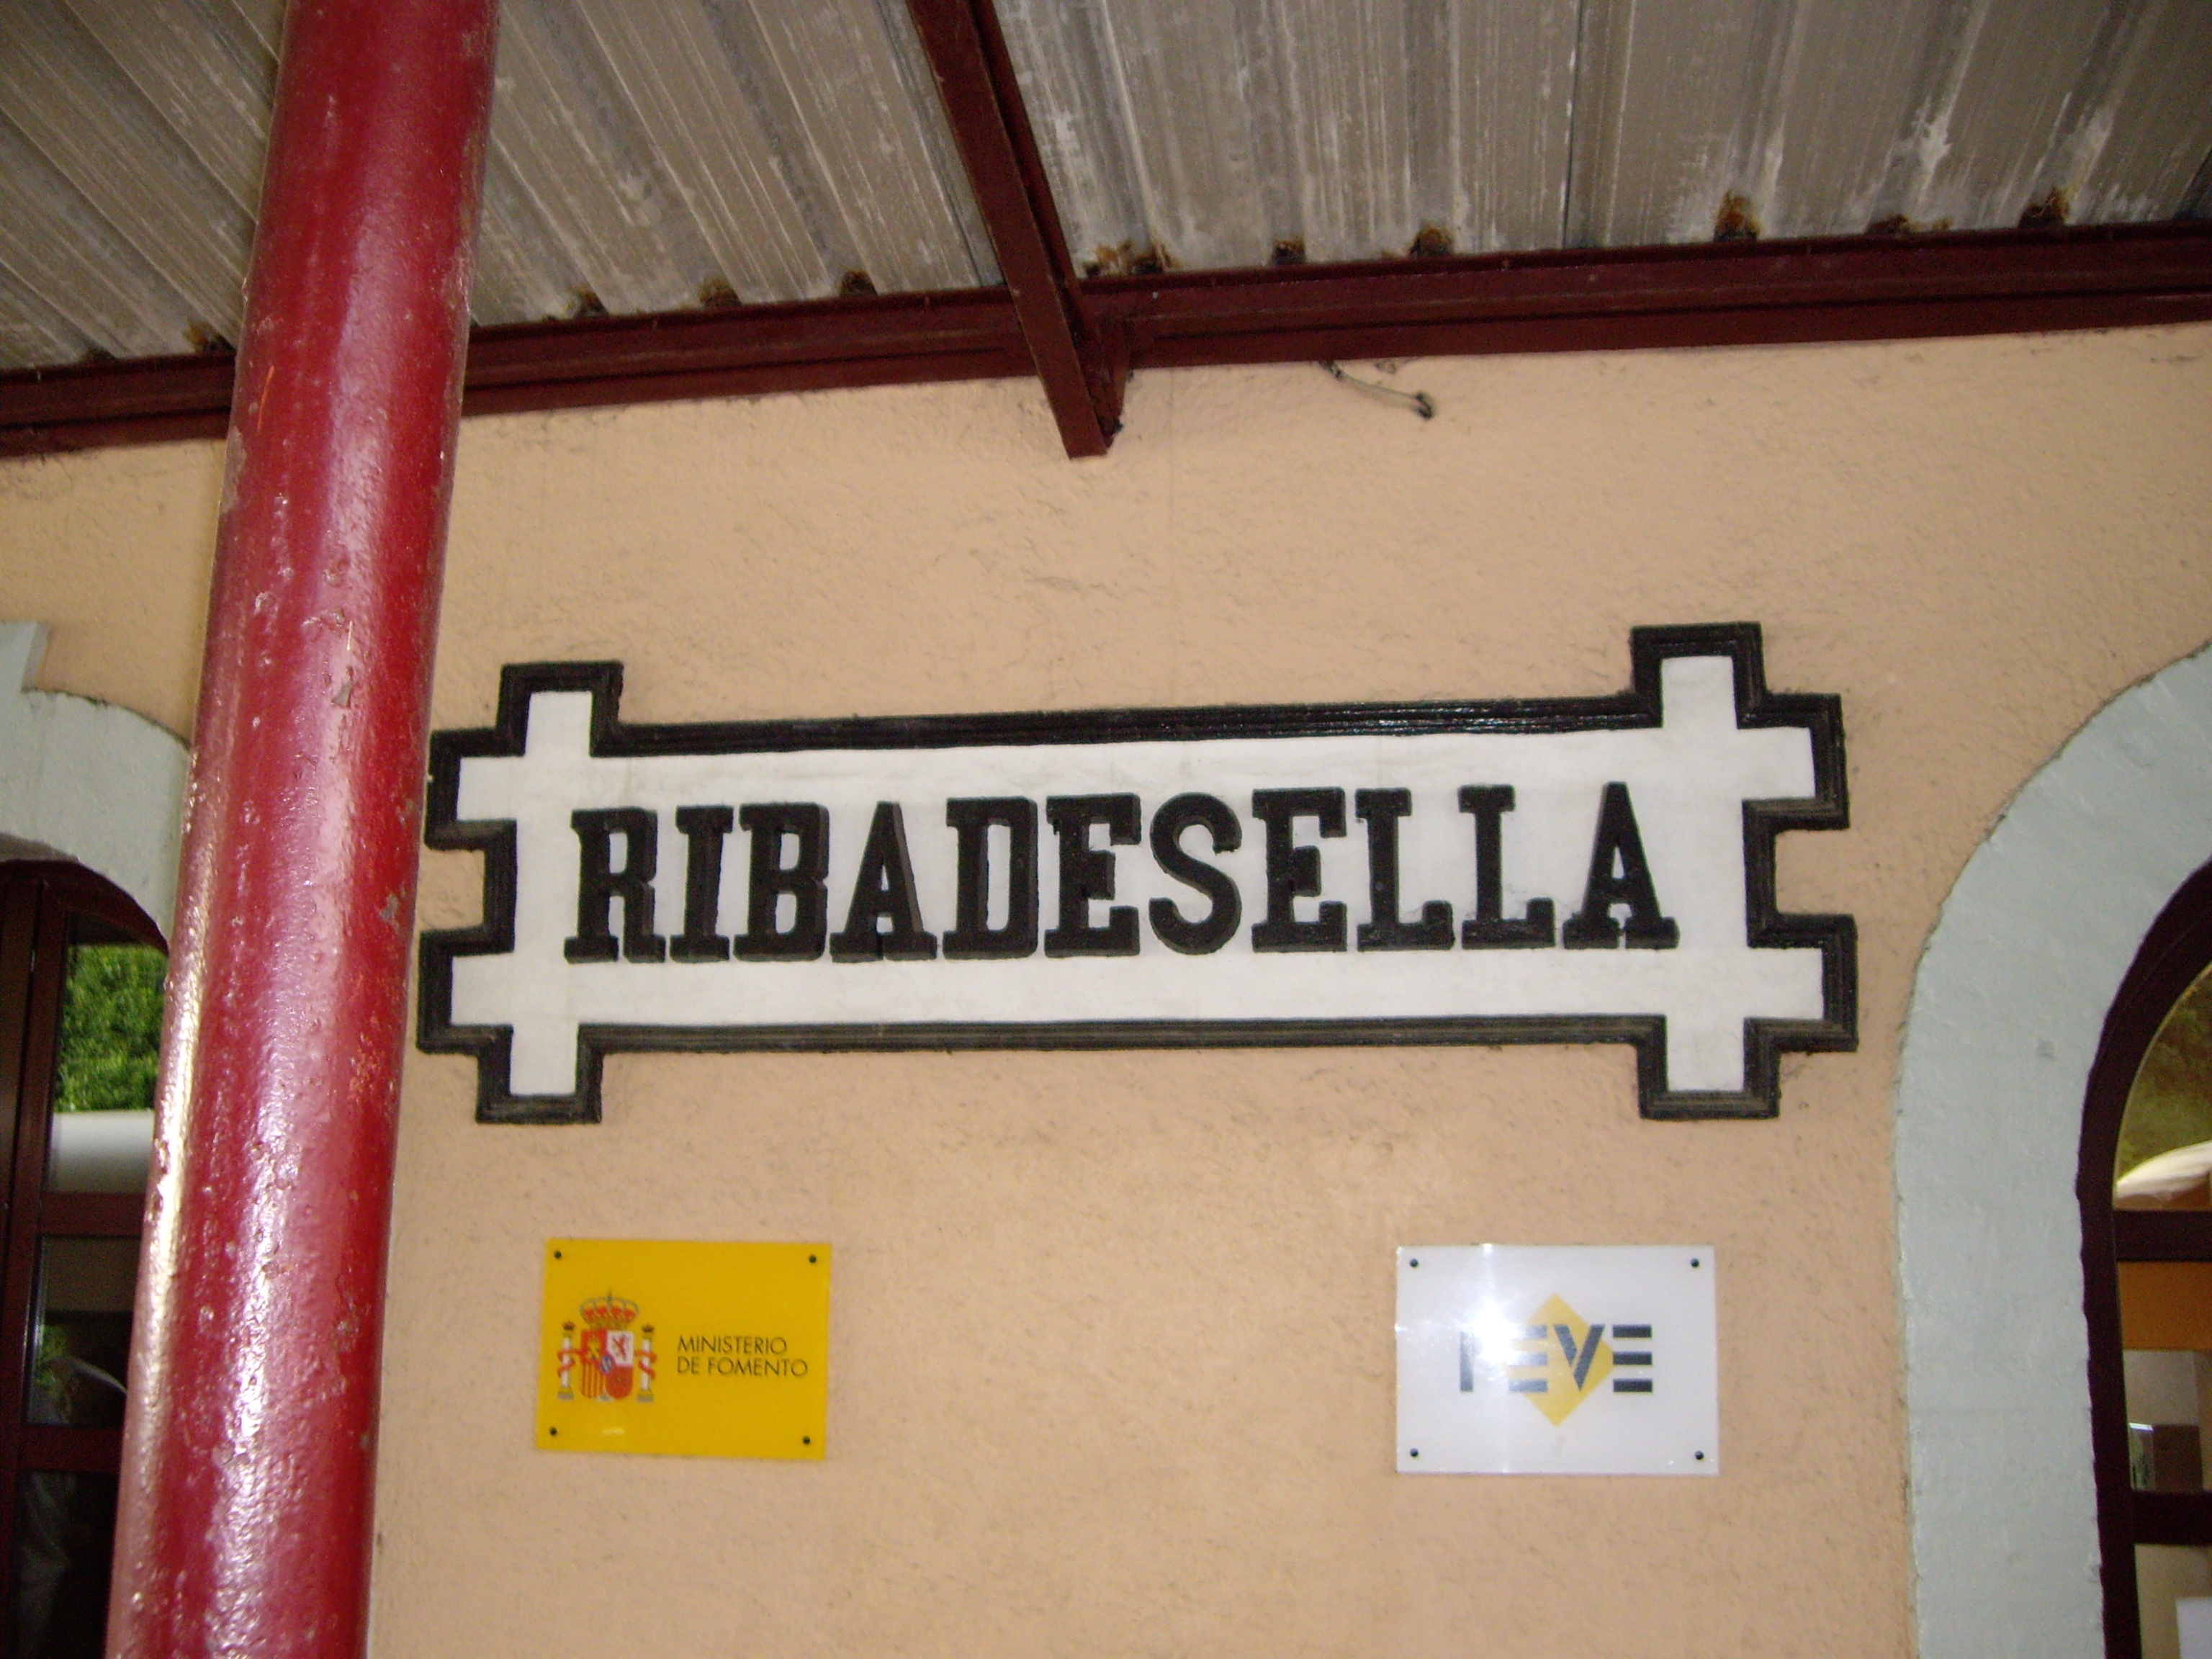 RIBADESELLA
MINISTERIO
DE FOMENTO
FEVE